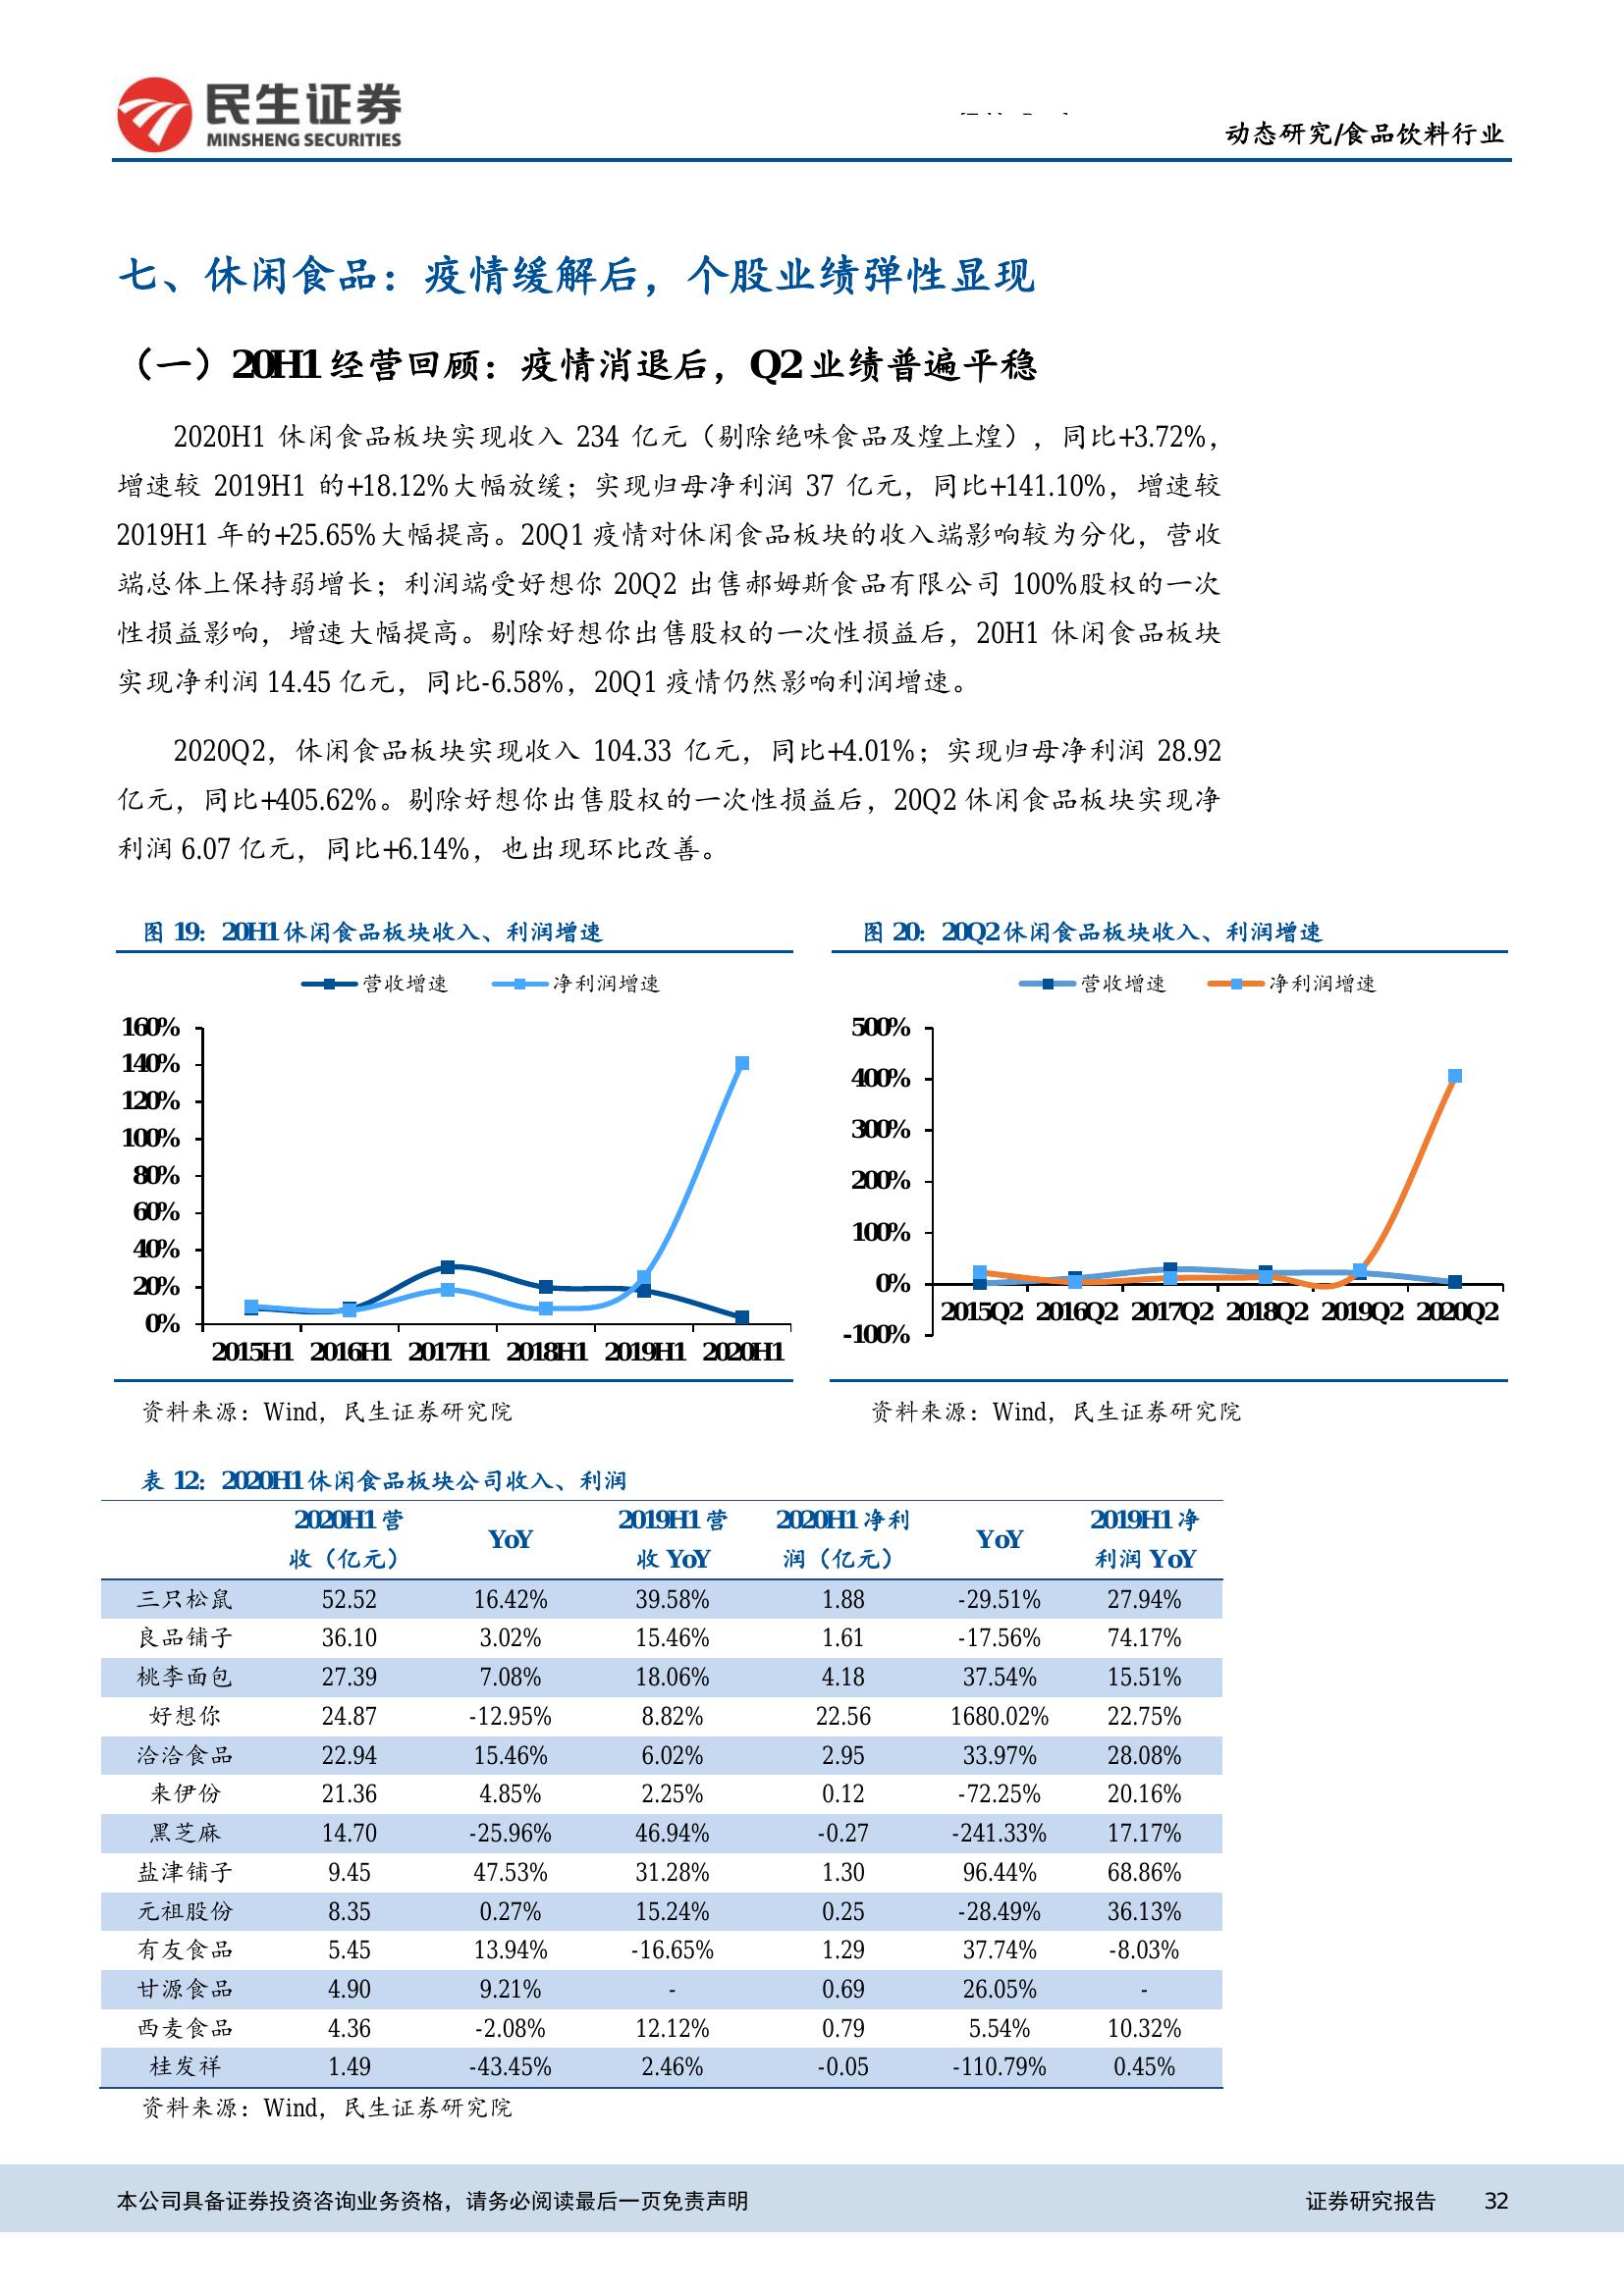 民生证券
MINSHENG SECURITIES
动态研究/食品饮料行业
七、休闲食品：疫情缓解后，个股业绩弹性显现
（一）20H1 经营回顾：疫情消退后，Q2 业绩普遍平稳
2020H1 休闲食品板块实现收入 234 亿元（剔除绝味食品及煌上煌），同比+3.72%，
增速较 2019H1 的+18.12%大幅放缓；实现归母净利润 37 亿元，同比+141.10%，增速较
2019H1 年的+25.65%大幅提高。20Q1 疫情对休闲食品板块的收入端影响较为分化，营收
端总体上保持弱增长；利润端受好想你 20Q2 出售郝姆斯食品有限公司 100%股权的一次
性损益影响，增速大幅提高。剔除好想你出售股权的一次性损益后，20H1 休闲食品板块
实现净利润 14.45 亿元，同比-6.58%，20Q1 疫情仍然影响利润增速。
2020Q2，休闲食品板块实现收入 104.33 亿元，同比+4.01%；实现归母净利润 28.92
亿元，同比+405.62%。剔除好想你出售股权的一次性损益后，20Q2 休闲食品板块实现净
利润 6.07 亿元，同比+6.14%，也出现环比改善。
图 19：20H1 休闲食品板块收入、利润增速
营收增速 净利润增速
160%
140%
120%
100%
80%
60%
40%
20%
0%
2015H1 2016H1 2017H1 2018H1 2019H1 2020H1
资料来源：Wind，民生证券研究院
图 20：20Q2 休闲食品板块收入、利润增速
营收增速 净利润增速
500%
400%
300%
200%
100%
0%
-100%
2015Q2 2016Q2 2017Q2 2018Q2 2019Q2 2020Q2
资料来源：Wind，民生证券研究院
表 12：2020H1 休闲食品板块公司收入、利润
2020H1 营收（亿元） YoY 2019H1 营收 YoY 2020H1 净利润（亿元） YoY 2019H1 净利润 YoY
三只松鼠 52.52 16.42% 39.58% 1.88 -29.51% 27.94%
良品铺子 36.10 3.02% 15.46% 1.61 -17.56% 74.17%
桃李面包 27.39 7.08% 18.06% 4.18 37.54% 15.51%
好想你 24.87 -12.95% 8.82% 22.56 1680.02% 22.75%
洽洽食品 22.94 15.46% 6.02% 2.95 33.97% 28.08%
来伊份 21.36 4.85% 2.25% 0.12 -72.25% 20.16%
黑芝麻 14.70 -25.96% 46.94% -0.27 -241.33% 17.17%
盐津铺子 9.45 47.53% 31.28% 1.30 96.44% 68.86%
元祖股份 8.35 0.27% 15.24% 0.25 -28.49% 36.13%
有友食品 5.45 13.94% -16.65% 1.29 37.74% -8.03%
甘源食品 4.90 9.21% - 0.69 26.05% -
西麦食品 4.36 -2.08% 12.12% 0.79 5.54% 10.32%
桂发祥 1.49 -43.45% 2.46% -0.05 -110.79% 0.45%
资料来源：Wind，民生证券研究院
本公司具备证券投资咨询业务资格，请务必阅读最后一页免责声明 证券研究报告 32